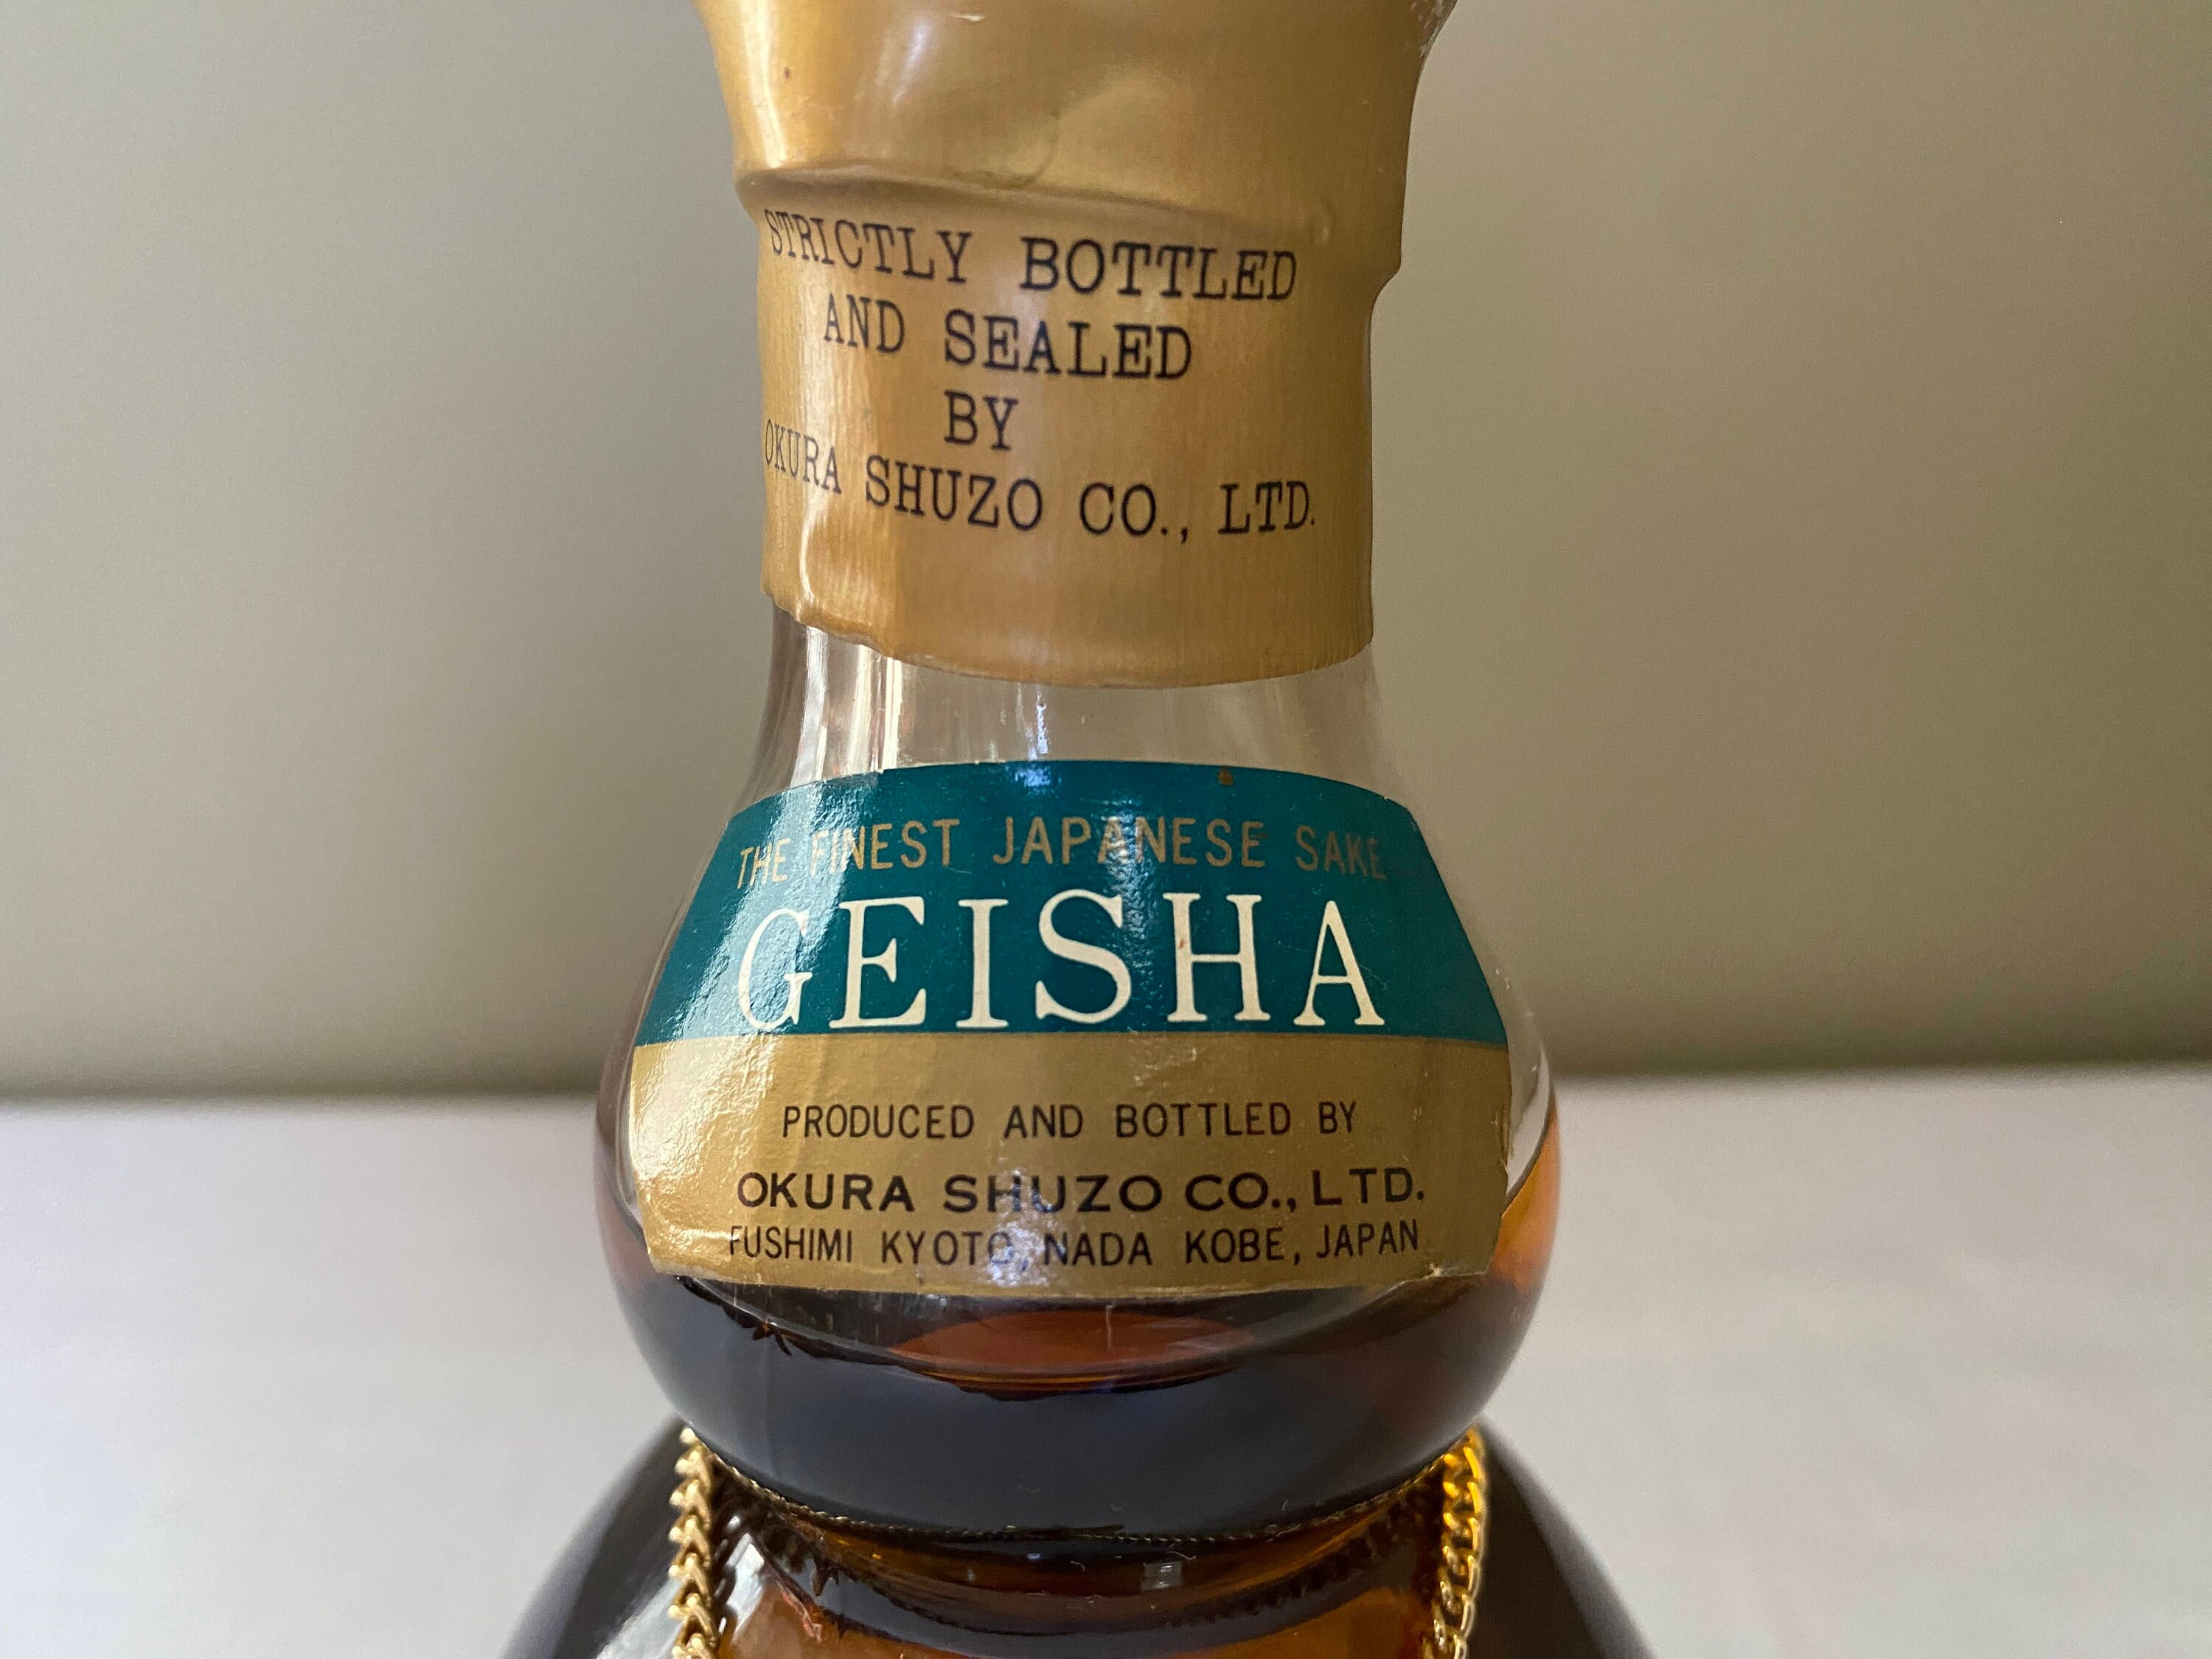 STRICTLY BOTTLED
AND SEALED
BY
OKURA SHUZO CO., LTD.
THE FINEST JAPANESE SAKE
GEISHA
PRODUCED AND BOTTLED BY
OKURA SHUZO CO., LTD.
FUSHIMI KYOTO, NADA KOBE, JAPAN